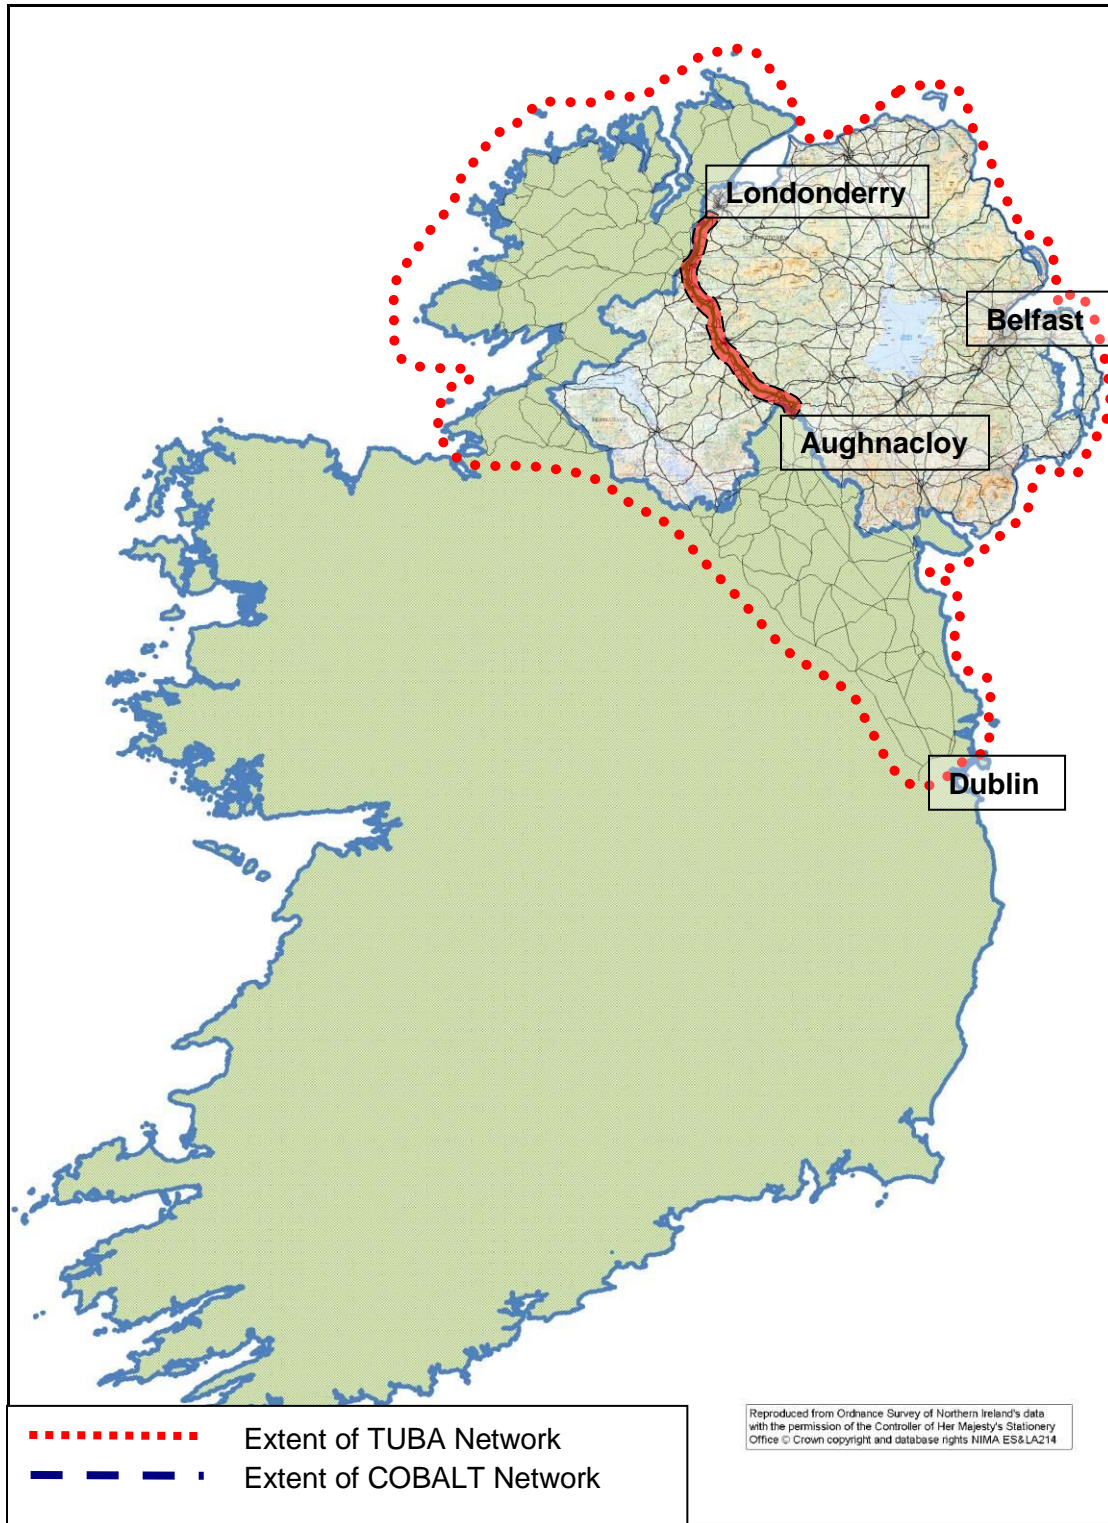 Londonderry
Belfast
Aughnacloy
Dublin
Extent of TUBA Network
Extent of COBALT Network
Reproduced from Ordnance Survey of Northern Ireland's data
with the permission of the Controller of Her Majesty's Stationery
Office © Crown copyright and database rights NIMA ES&LA214